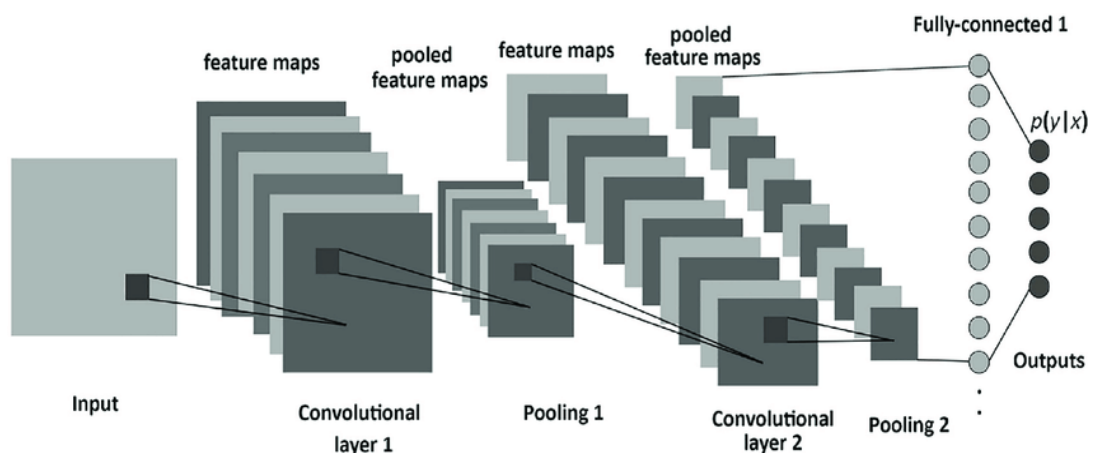 Fully-connected 1
feature maps
pooled
feature maps
feature maps
pooled
feature maps
p(y|x)
Input
Convolutional
layer 1
Pooling 1
Convolutional
layer 2
Pooling 2
Outputs